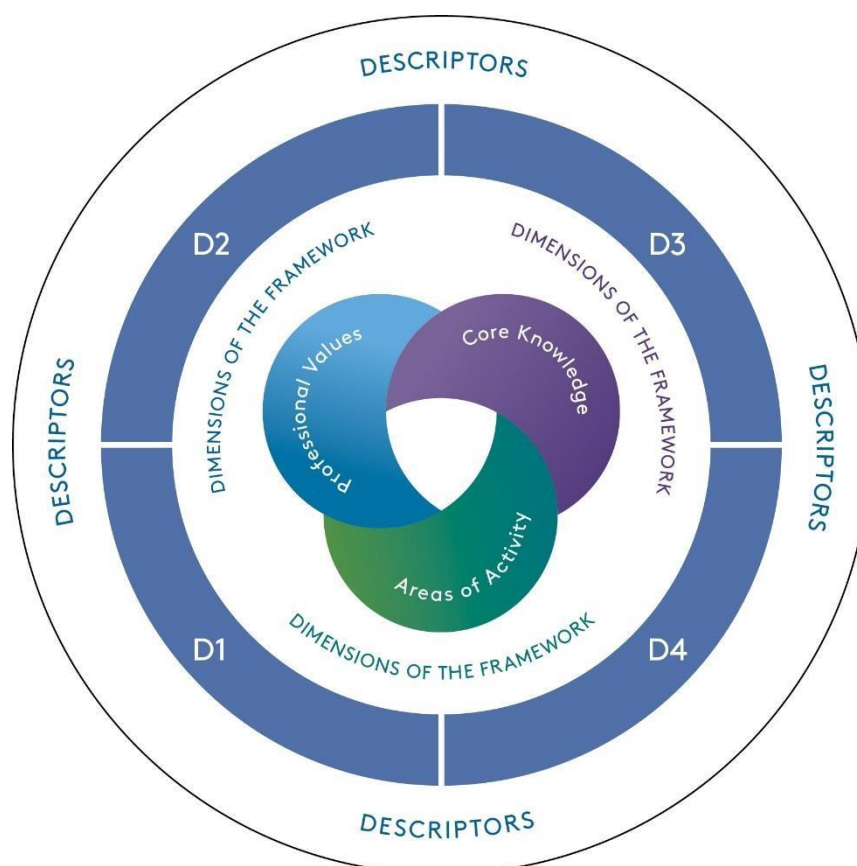 DESCRIPTORS
D2
D3
DIMENSIONS OF THE FRAMEWORK
DIMENSIONS OF THE FRAMEWORK
Professional Values
Core Knowledge
DESCRIPTORS
DESCRIPTORS
Areas of Activity
DIMENSIONS OF THE FRAMEWORK
D1
D4
DESCRIPTORS